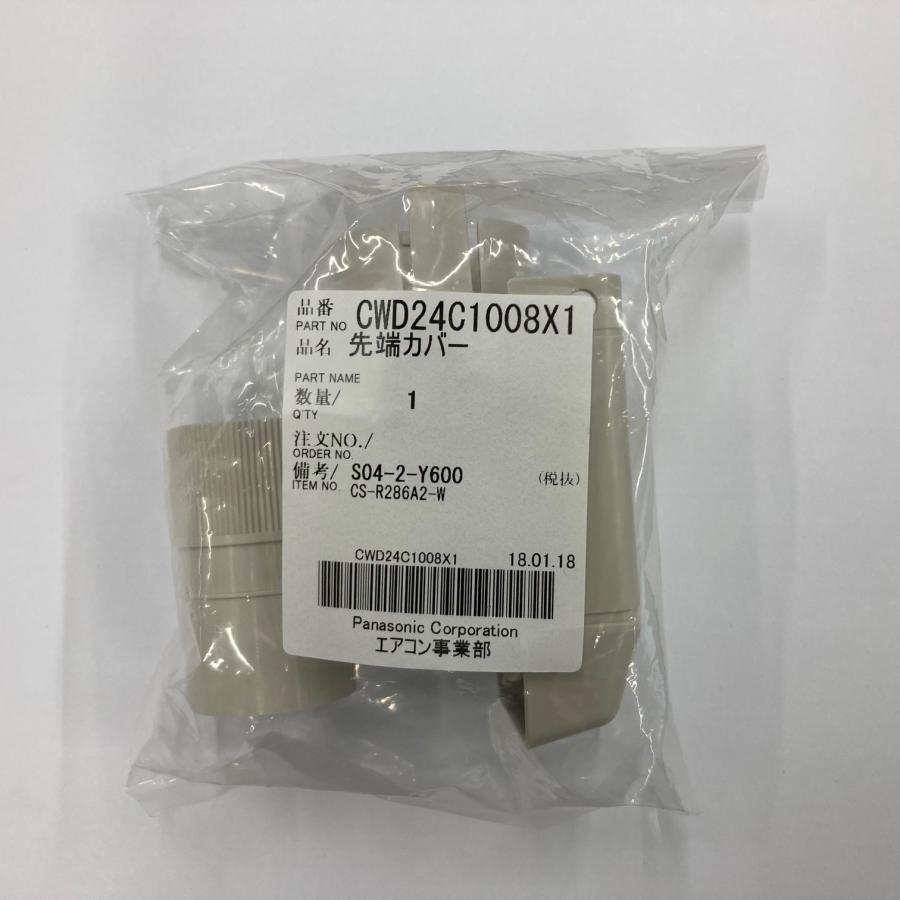 品番 CWD24C1008X1
PART NO
品名 先端カバー
PART NAME
数量/ 1
Q'TY
注文NO./
ORDER NO.
備考/ S04-2-Y600 (税抜)
ITEM NO. CS-R286A2-W
CWD24C1008X1 18.01.18
Panasonic Corporation
エアコン事業部